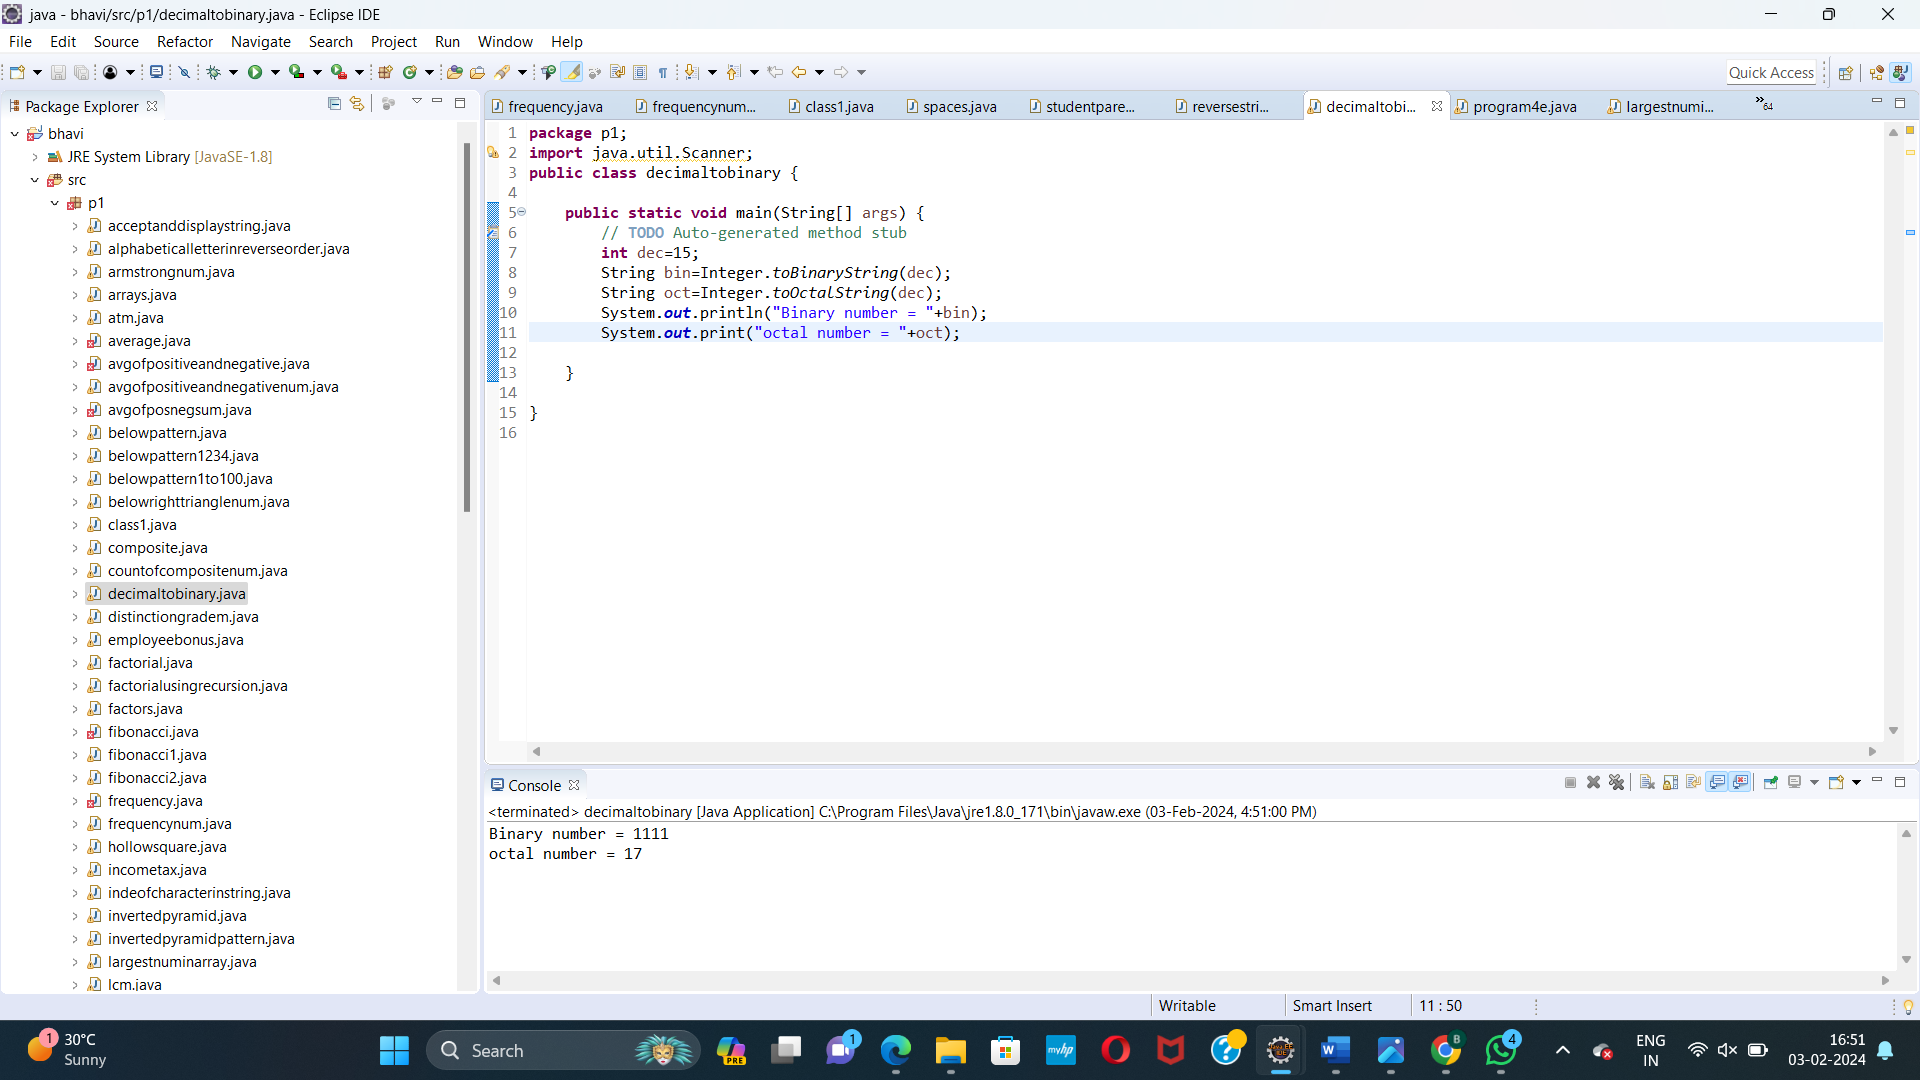 java - bhavi/src/p1/decimaltobinary.java - Eclipse IDE
File Edit Source Refactor Navigate Search Project Run Window Help
Quick Access
Package Explorer
frequency.java frequencynum... class1.java spaces.java studentpare... reversestri... decimaltobi... program4e.java largestnumi... »64
bhavi
JRE System Library [JavaSE-1.8]
src
p1
acceptanddisplaystring.java
alphabeticalletterinreverseorder.java
armstrongnum.java
arrays.java
atm.java
average.java
avgofpositiveandnegative.java
avgofpositiveandnegativenum.java
avgofposnegsum.java
belowpattern.java
belowpattern1234.java
belowpattern1to100.java
belowrighttrianglenum.java
class1.java
composite.java
countofcompositenum.java
decimaltobinary.java
distinctiongradem.java
employeebonus.java
factorial.java
factorialusingrecursion.java
factors.java
fibonacci.java
fibonacci1.java
fibonacci2.java
frequency.java
frequencynum.java
hollowsquare.java
incometax.java
indeofcharacterinstring.java
invertedpyramid.java
invertedpyramidpattern.java
largestnuminarray.java
lcm.java
1 package p1;
2 import java.util.Scanner;
3 public class decimaltobinary {
4
5 public static void main(String[] args) {
6 // TODO Auto-generated method stub
7 int dec=15;
8 String bin=Integer.toBinaryString(dec);
9 String oct=Integer.toOctalString(dec);
10 System.out.println("Binary number = "+bin);
11 System.out.print("octal number = "+oct);
12
13 }
14
15 }
16
Console
<terminated> decimaltobinary [Java Application] C:\Program Files\Java\jre1.8.0_171\bin\javaw.exe (03-Feb-2024, 4:51:00 PM)
Binary number = 1111
octal number = 17
Writable Smart Insert 11 : 50
1 30°C
Sunny
Search
PRE
1
myhp
B
4
ENG
IN
16:51
03-02-2024